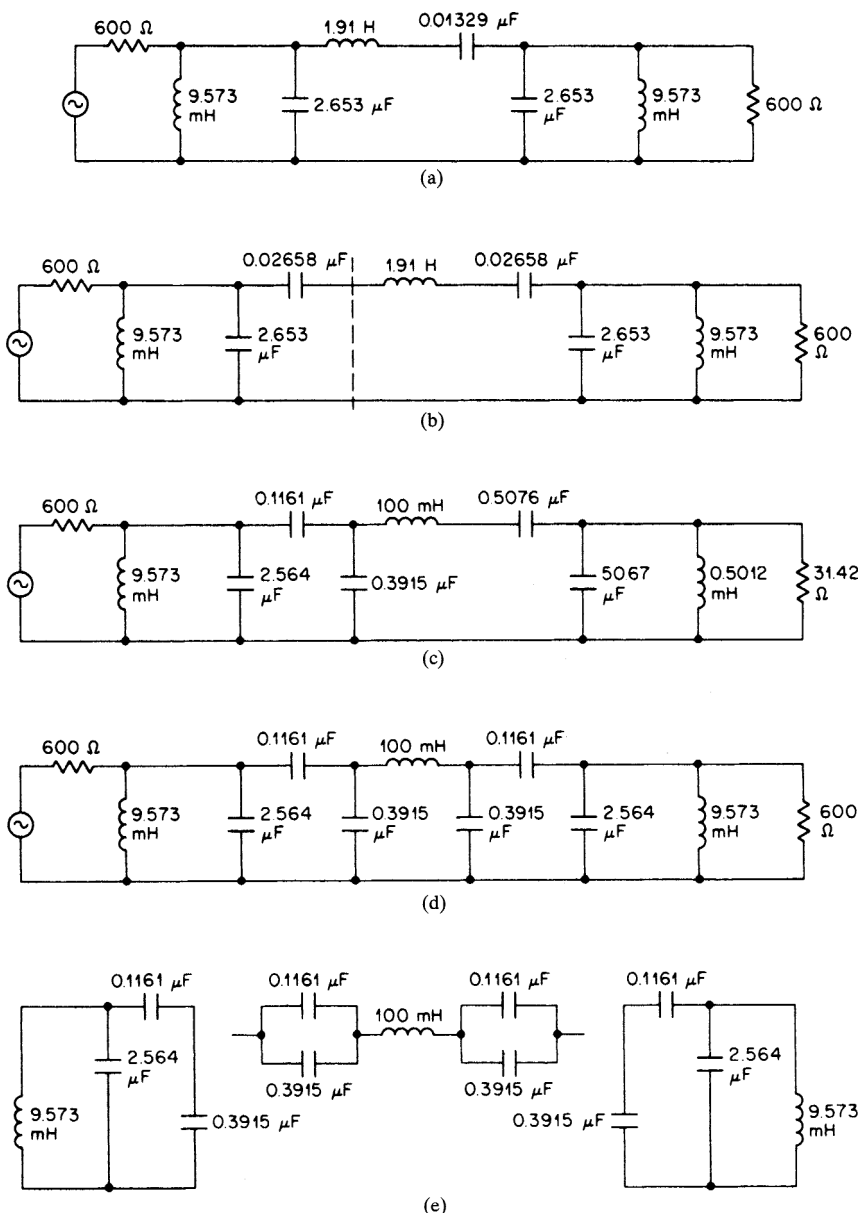 600 Ω
1.91 H
0.01329 μF
9.573 mH
2.653 μF
2.653 μF
9.573 mH
600 Ω
(a)
600 Ω
0.02658 μF
1.91 H
0.02658 μF
9.573 mH
2.653 μF
2.653 μF
9.573 mH
600 Ω
(b)
600 Ω
0.1161 μF
100 mH
0.5076 μF
9.573 mH
2.564 μF
0.3915 μF
50.67 μF
0.5012 mH
31.42 Ω
(c)
600 Ω
0.1161 μF
100 mH
0.1161 μF
9.573 mH
2.564 μF
0.3915 μF
0.3915 μF
2.564 μF
9.573 mH
600 Ω
(d)
0.1161 μF
2.564 μF
9.573 mH
0.3915 μF
0.1161 μF
100 mH
0.1161 μF
0.3915 μF
0.3915 μF
0.1161 μF
2.564 μF
0.3915 μF
9.573 mH
(e)